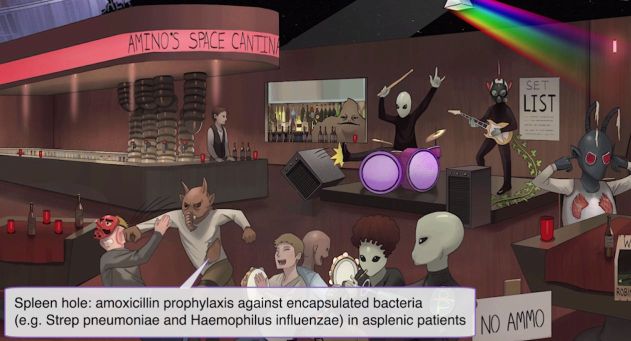 AMINO'S SPACE CANTINA
SET
LIST
Spleen hole: amoxicillin prophylaxis against encapsulated bacteria
(e.g. Strep pneumoniae and Haemophilus influenzae) in asplenic patients
NO AMMO